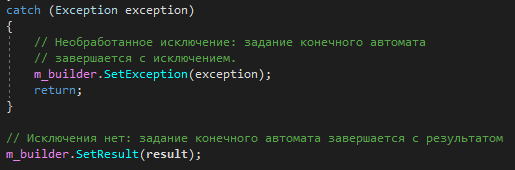 catch (Exception exception)
{
// Необработанное исключение: задание конечного автомата
// завершается с исключением.
m_builder.SetException(exception);
return;
}
// Исключения нет: задание конечного автомата завершается с результатом
m_builder.SetResult(result);